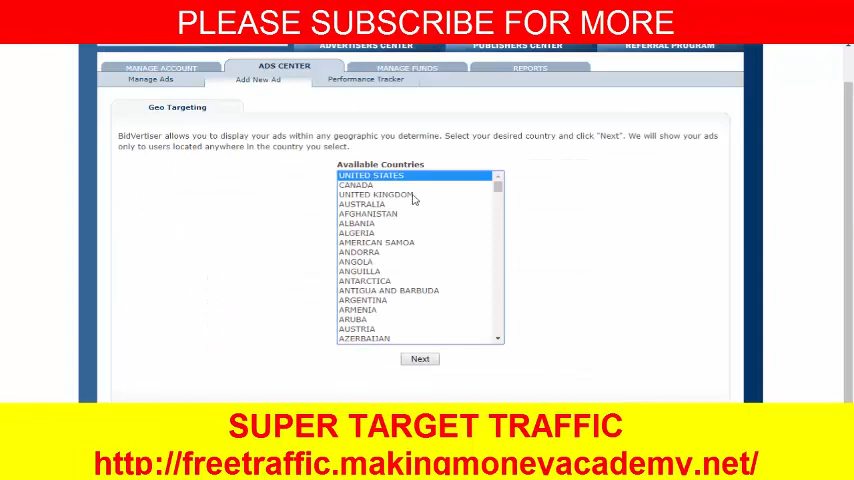 PLEASE SUBSCRIBE FOR MORE
ADVERTISERS CENTER PUBLISHERS CENTER REFERRAL PROGRAM
MANAGE ACCOUNT ADS CENTER MANAGE FUNDS REPORTS
Manage Ads Add New Ad Performance Tracker
Geo Targeting
BidVertiser allows you to display your ads within any geographic you determine. Select your desired country and click "Next". We will show your ads
only to users located anywhere in the country you select.
Available Countries
UNITED STATES
CANADA
UNITED KINGDOM
AUSTRALIA
AFGHANISTAN
ALBANIA
ALGERIA
AMERICAN SAMOA
ANDORRA
ANGOLA
ANGUILLA
ANTARCTICA
ANTIGUA AND BARBUDA
ARGENTINA
ARMENIA
ARUBA
AUSTRIA
AZERBAIJAN
Next
SUPER TARGET TRAFFIC
http://freetraffic.makingmoneyacademy.net/